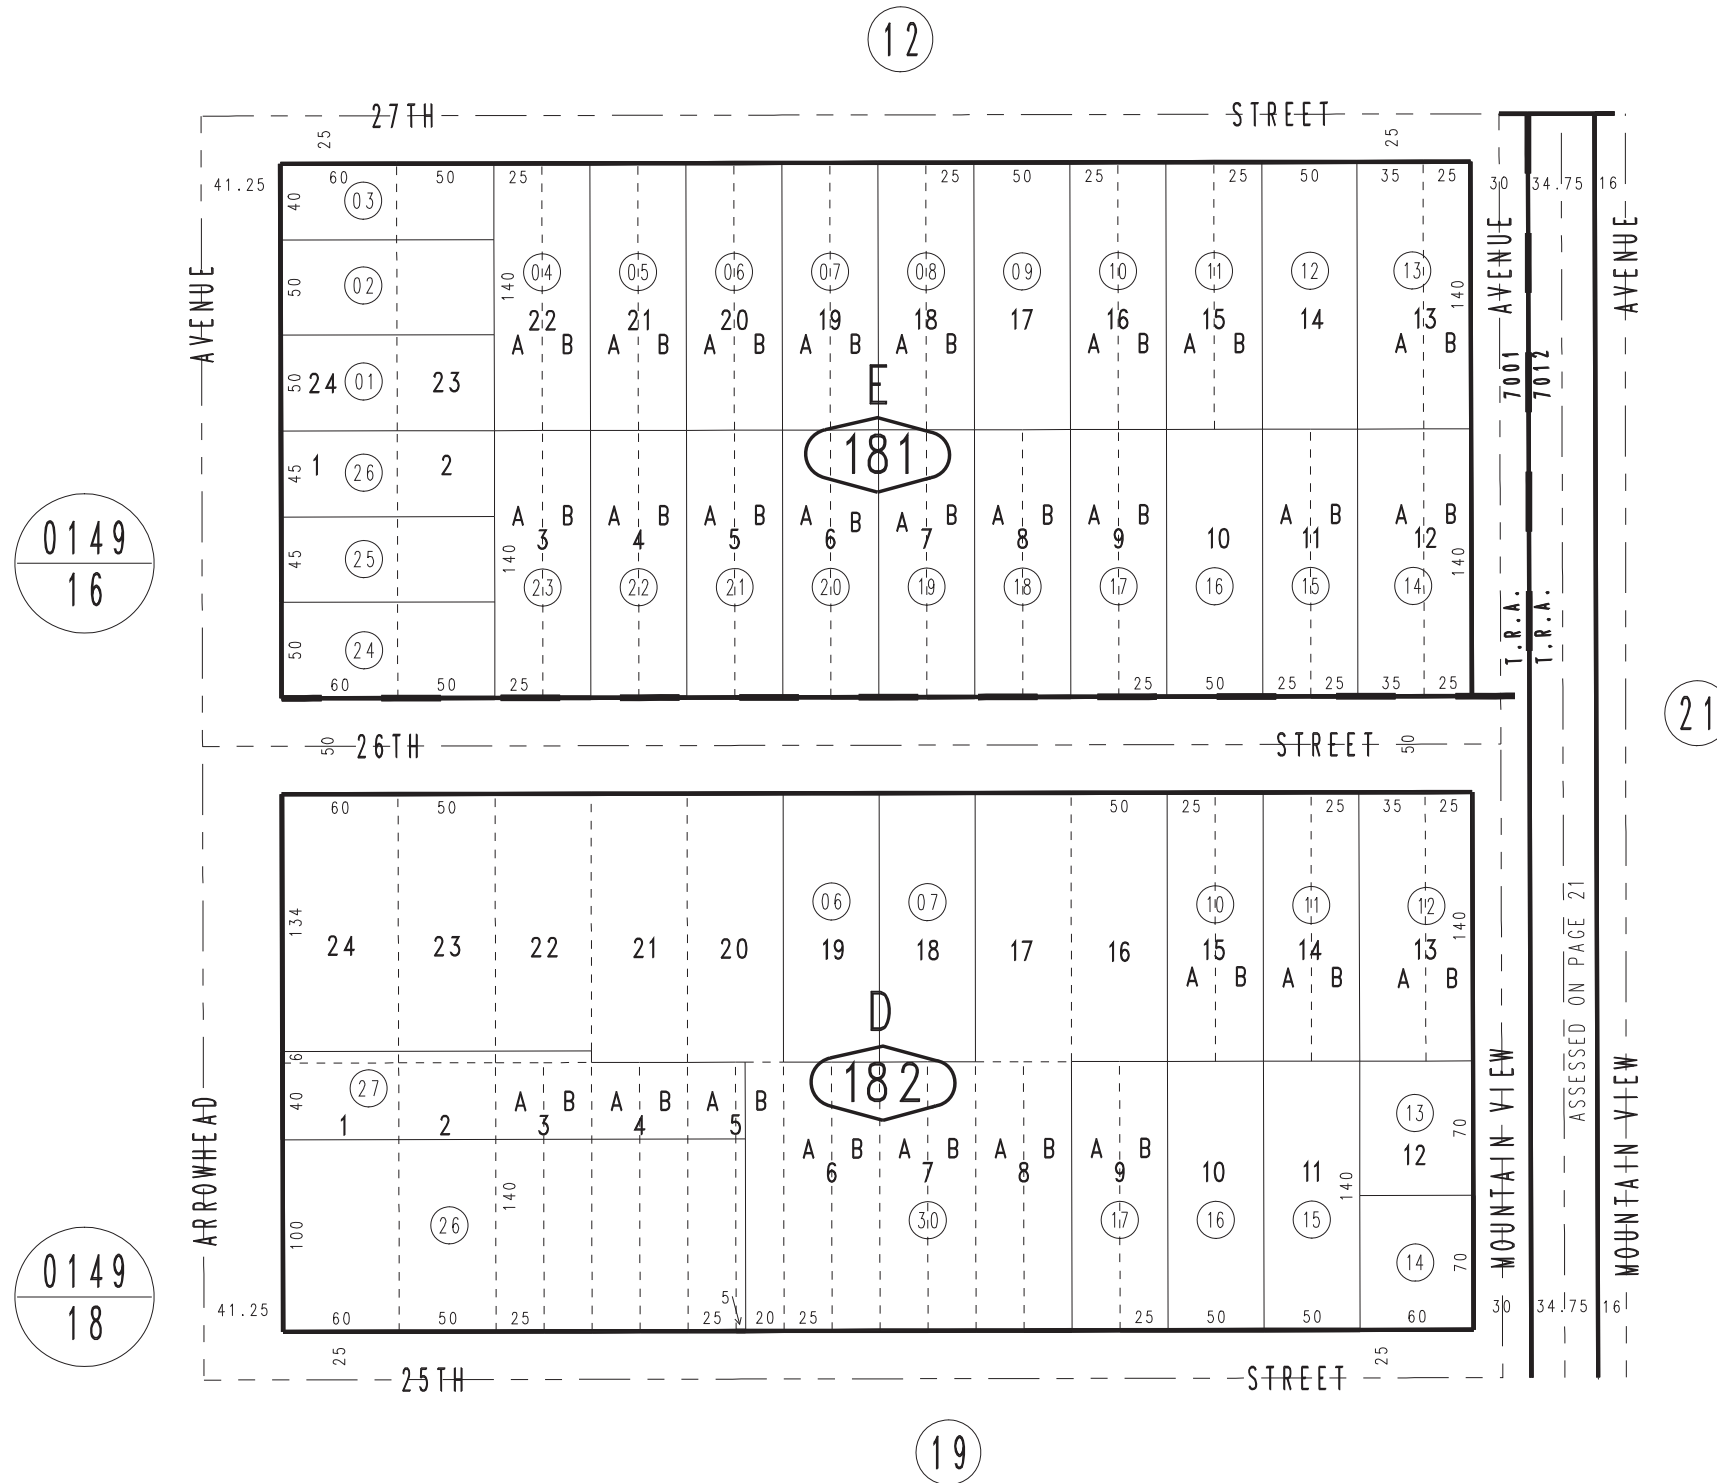 12
27TH STREET
25 25
41.25 60 50 25 25 50 25 25 50 35 25 30 34.75 16
40 03
AVENUE AVENUE AVENUE
50 02 140 04 05 06 07 08 09 10 11 12 13 140
22 21 20 19 18 17 16 15 14 13
A B A B A B A B A B A B A B A B
50 24 01 23 E 7001 7012
181
45 1 26 2
A B A B A B A B A B A B A B A B A B
0149
16
45 25 140 3 4 5 6 7 8 9 10 11 12 140
23 22 21 20 19 18 17 16 15 14
T.R.A. T.R.A.
50 24
60 50 25 25 50 25 25 35 25
21
50 26TH STREET 50
60 50 50 25 25 35 25
134 06 07 10 11 12 140
24 23 22 21 20 19 18 17 16 15 14 13
A B A B A B
D
ASSESSED ON PAGE 21
6
182
40 27 A B A B A B 13 70
1 2 3 4 5
ARROWHEAD MOUNTAIN VIEW MOUNTAIN VIEW
A B A B A B A B 12
140 6 7 8 9 10 11 140
100 26 30 17 16 15
14 70
0149
18
41.25 60 50 25 25 5 20 25 25 50 50 60 30 34.75 16
25 25
25TH STREET
19